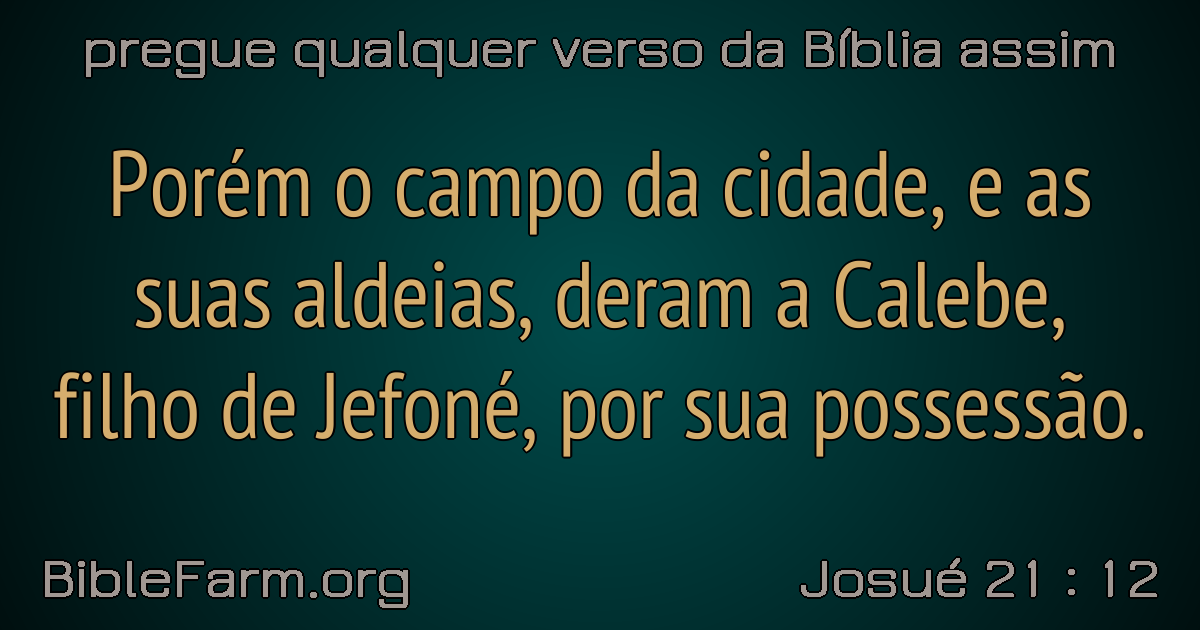 pregue qualquer verso da Bíblia assim
Porém o campo da cidade, e as
suas aldeias, deram a Calebe,
filho de Jefoné, por sua possessão.
BibleFarm.org
Josué 21 : 12